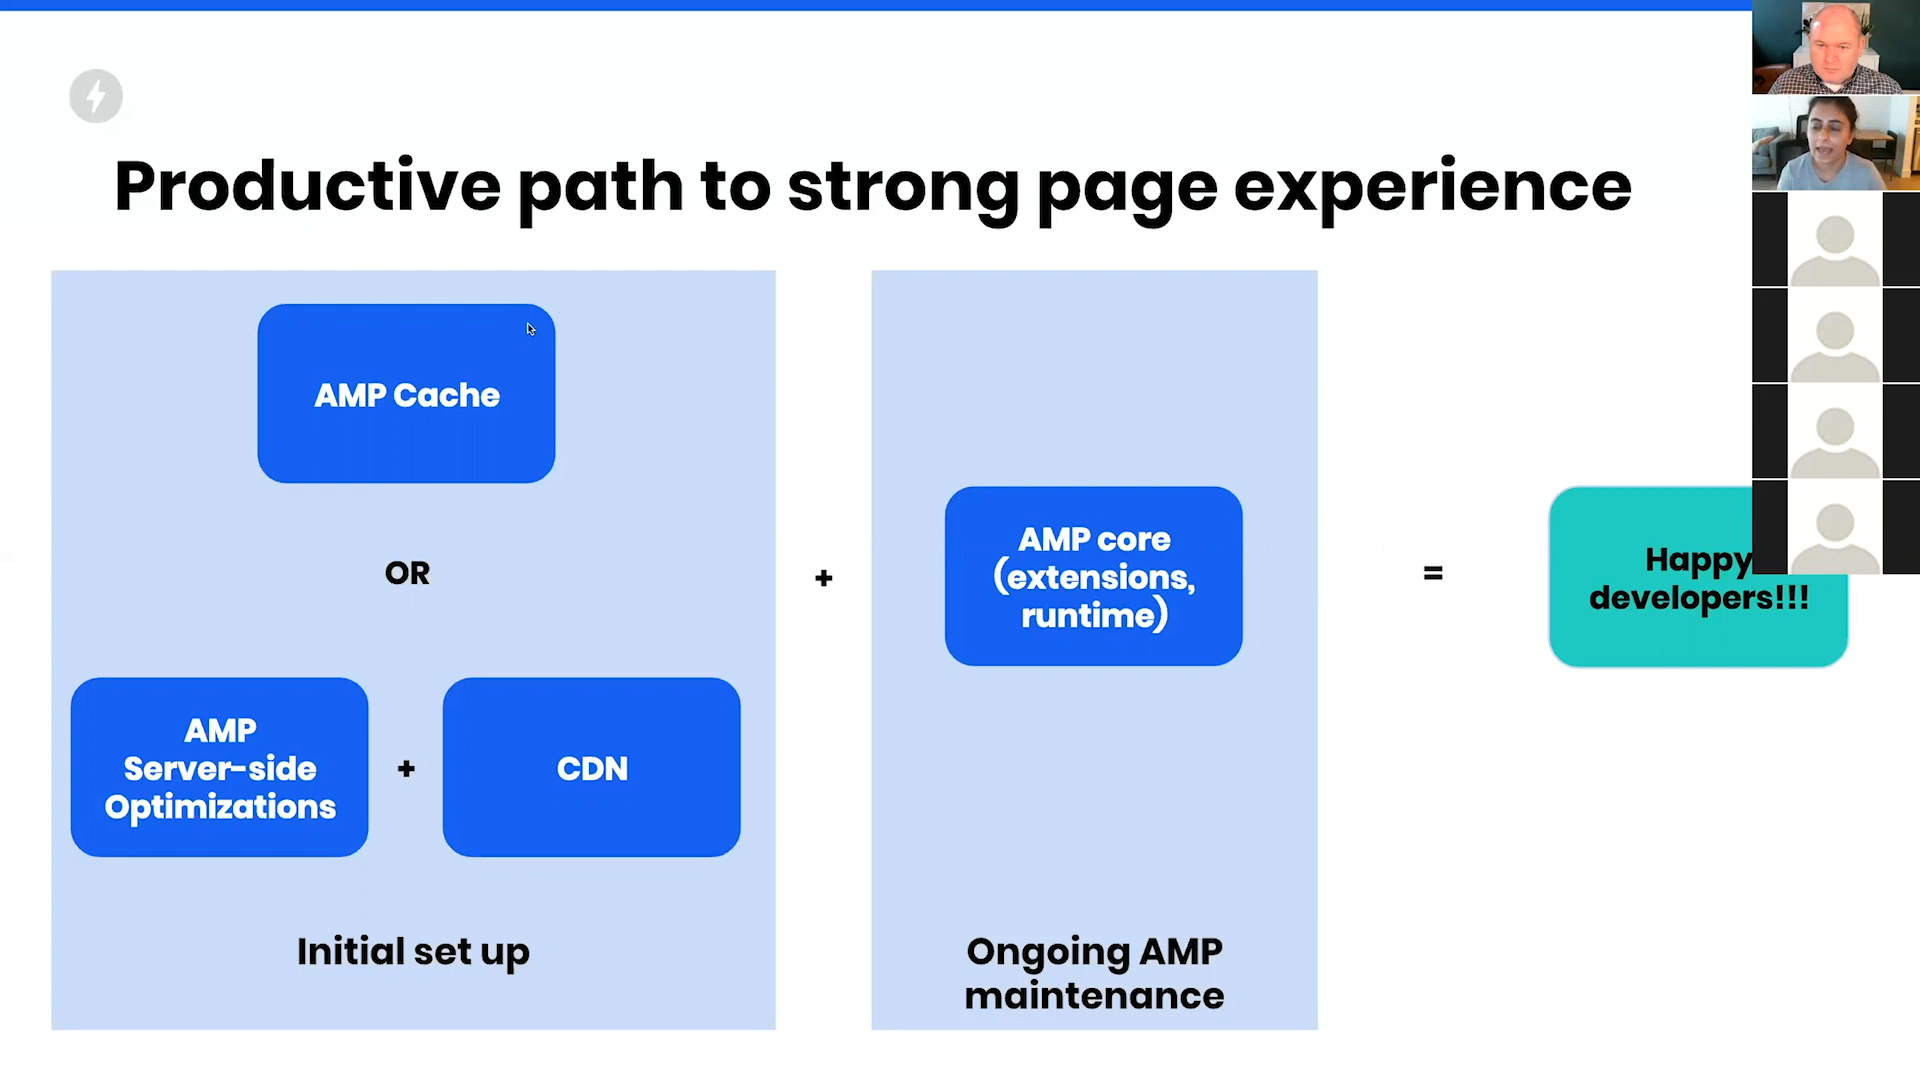 Productive path to strong page experience
AMP Cache
OR
AMP
Server-side
Optimizations
+
CDN
Initial set up
+
AMP core
(extensions,
runtime)
Ongoing AMP
maintenance
=
Happy
developers!!!